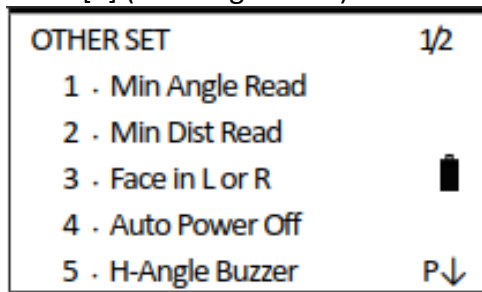 OTHER SET 1/2
1 . Min Angle Read
2 . Min Dist Read
3 . Face in L or R
4 . Auto Power Off
5 . H-Angle Buzzer P↓